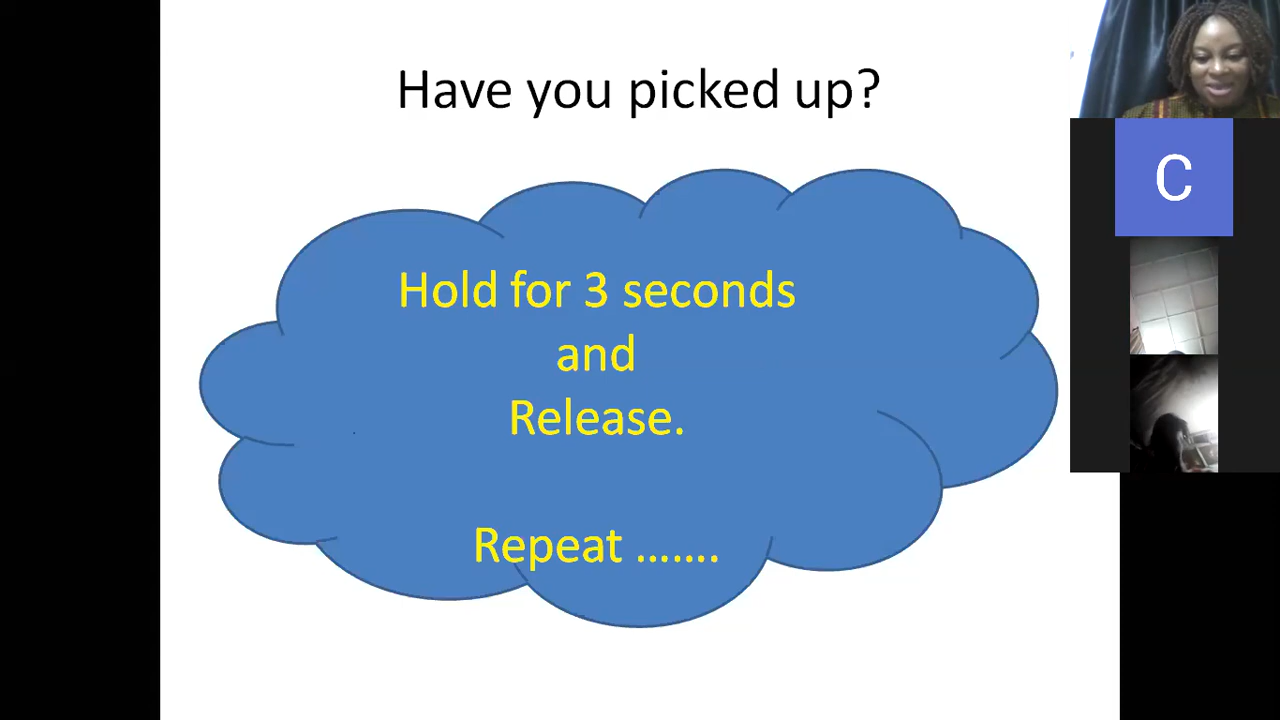 Have you picked up?
Hold for 3 seconds
and
Release.
Repeat .......
C